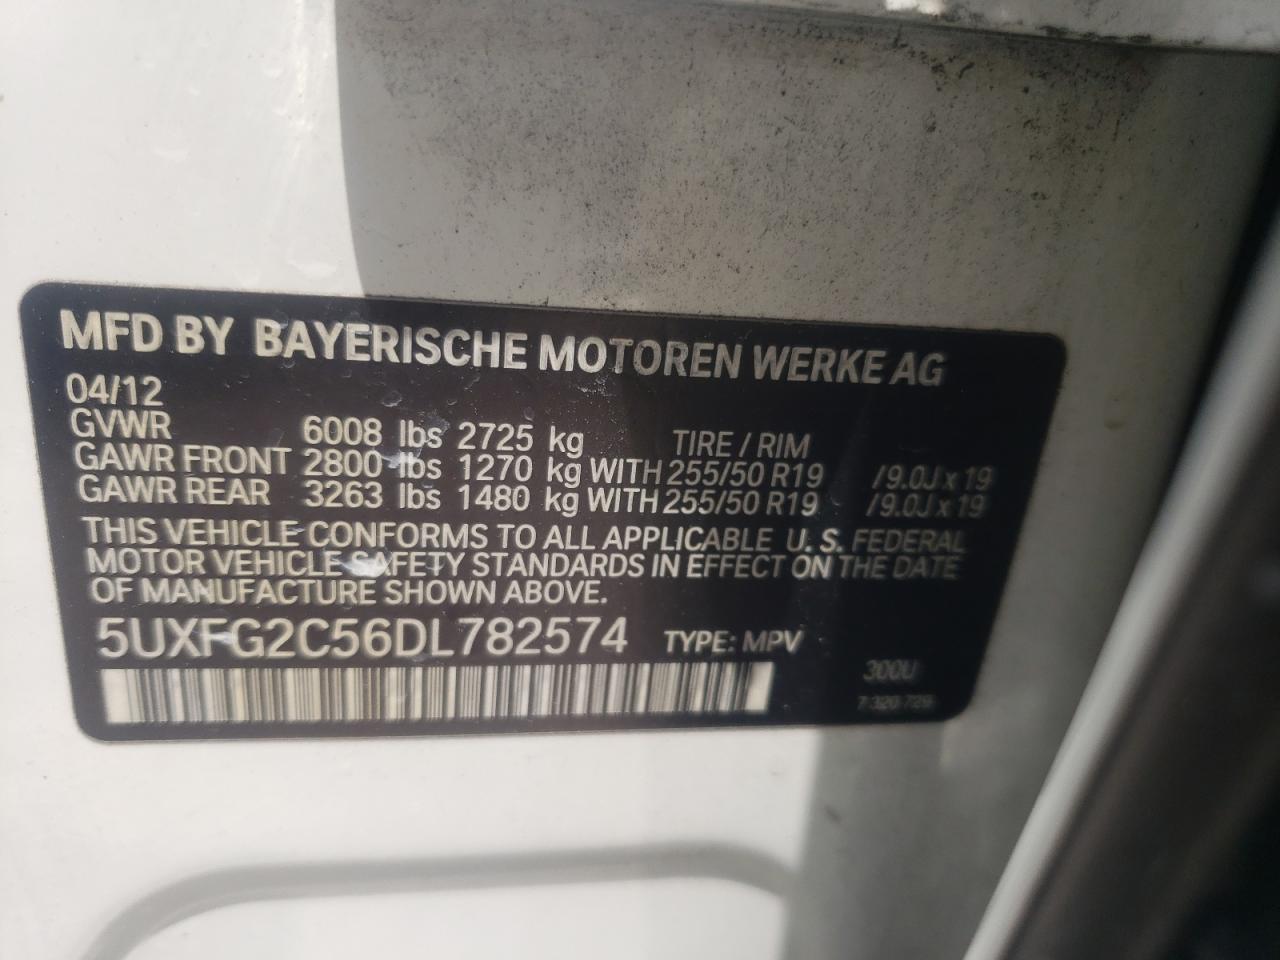 MFD BY BAYERISCHE MOTOREN WERKE AG
04/12
GVWR 6008 lbs 2725 kg TIRE / RIM
GAWR FRONT 2800 lbs 1270 kg WITH 255/50 R19 /9.0J x 19
GAWR REAR 3263 lbs 1480 kg WITH 255/50 R19 /9.0J x 19
THIS VEHICLE CONFORMS TO ALL APPLICABLE U.S. FEDERAL
MOTOR VEHICLE SAFETY STANDARDS IN EFFECT ON THE DATE
OF MANUFACTURE SHOWN ABOVE.
5UXFG2C56DL782574 TYPE: MPV
300U
7 320 729